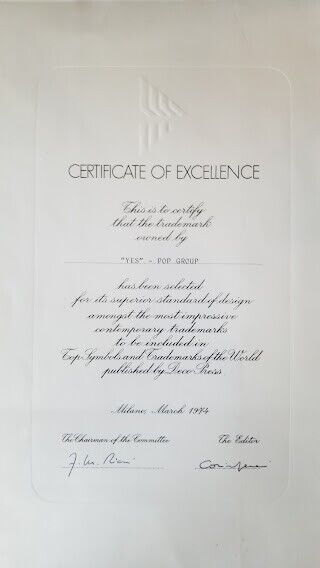 CERTIFICATE OF EXCELLENCE
This is to certify
that the trademark
owned by
"YES" - POP GROUP
has been selected
for its superior standard of design
amongst the most impressive
contemporary trademarks
to be included in
Top Symbols and Trademarks of the World
published by Deco Press.
Milano, March 1974
The Chairman of the Committee
The Editor